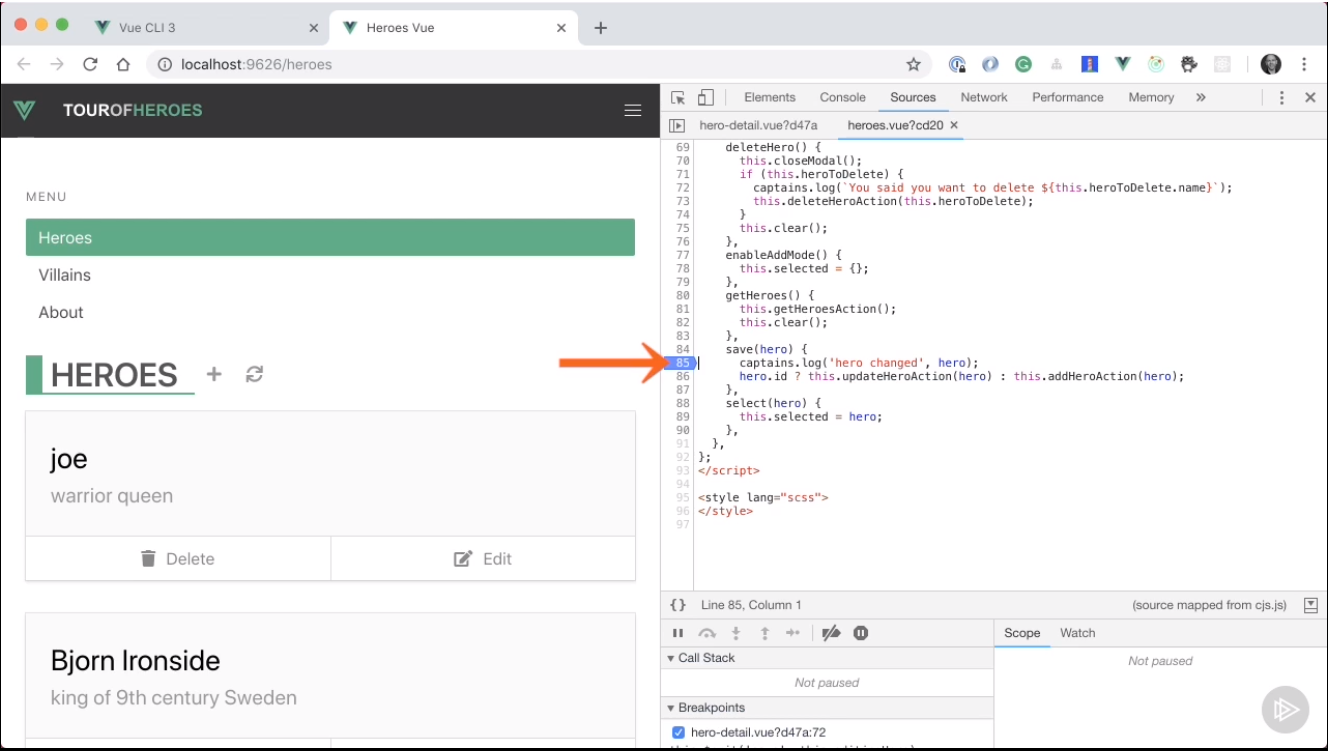 Vue CLI 3
Heroes Vue
localhost:9626/heroes
TOUROFHEROES
MENU
Heroes
Villains
About
HEROES
joe
warrior queen
Delete
Edit
Bjorn Ironside
king of 9th century Sweden
Elements Console Sources Network Performance Memory »
hero-detail.vue?d47a heroes.vue?cd20
69 deleteHero() {
70 this.closeModal();
71 if (this.heroToDelete) {
72 captains.log(`You said you want to delete ${this.heroToDelete.name}`);
73 this.deleteHeroAction(this.heroToDelete);
74 }
75 this.clear();
76 },
77 enableAddMode() {
78 this.selected = {};
79 },
80 getHeroes() {
81 this.getHeroesAction();
82 this.clear();
83 },
84 save(hero) {
85 captains.log('hero changed', hero);
86 hero.id ? this.updateHeroAction(hero) : this.addHeroAction(hero);
87 },
88 select(hero) {
89 this.selected = hero;
90 },
91 },
92 };
93 </script>
94
95 <style lang="scss">
96 </style>
97
{} Line 85, Column 1 (source mapped from cjs.js)
Scope Watch
Call Stack
Not paused
Not paused
Breakpoints
hero-detail.vue?d47a:72